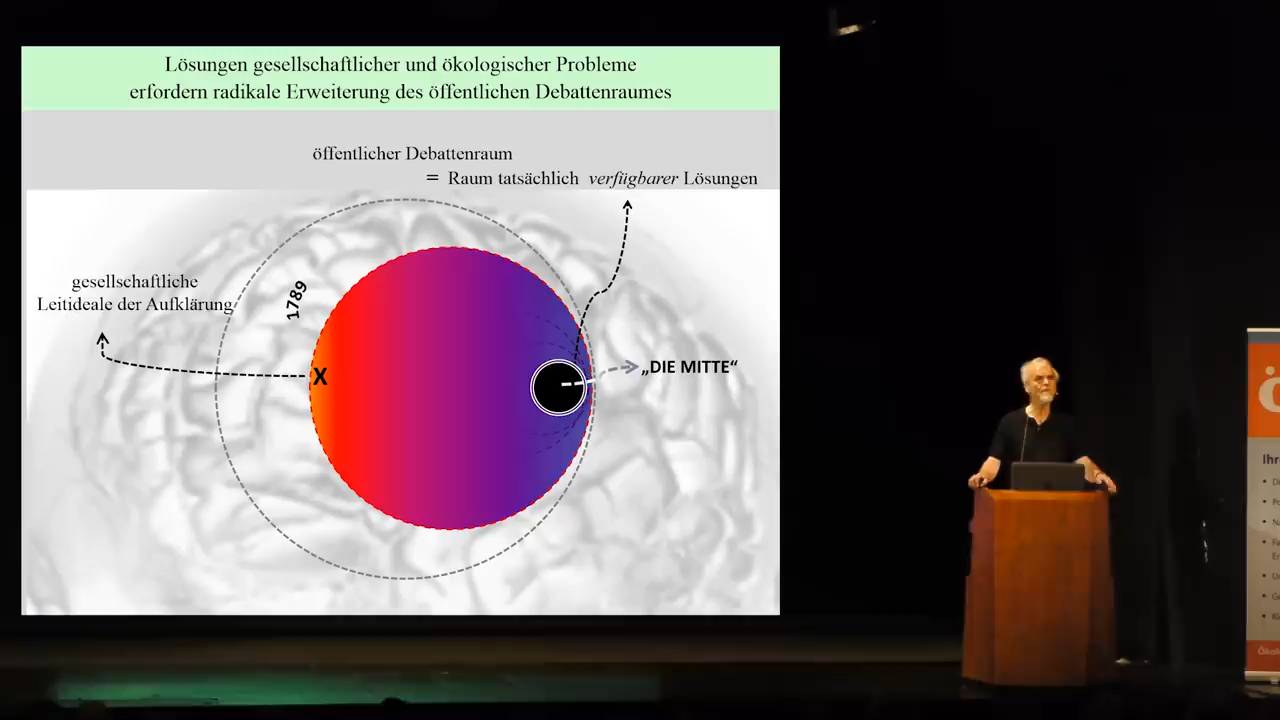 Lösungen gesellschaftlicher und ökologischer Probleme
erfordern radikale Erweiterung des öffentlichen Debattenraumes
öffentlicher Debattenraum
= Raum tatsächlich verfügbarer Lösungen
gesellschaftliche
Leitideale der Aufklärung
1789
X
„DIE MITTE“
ö
Ihr